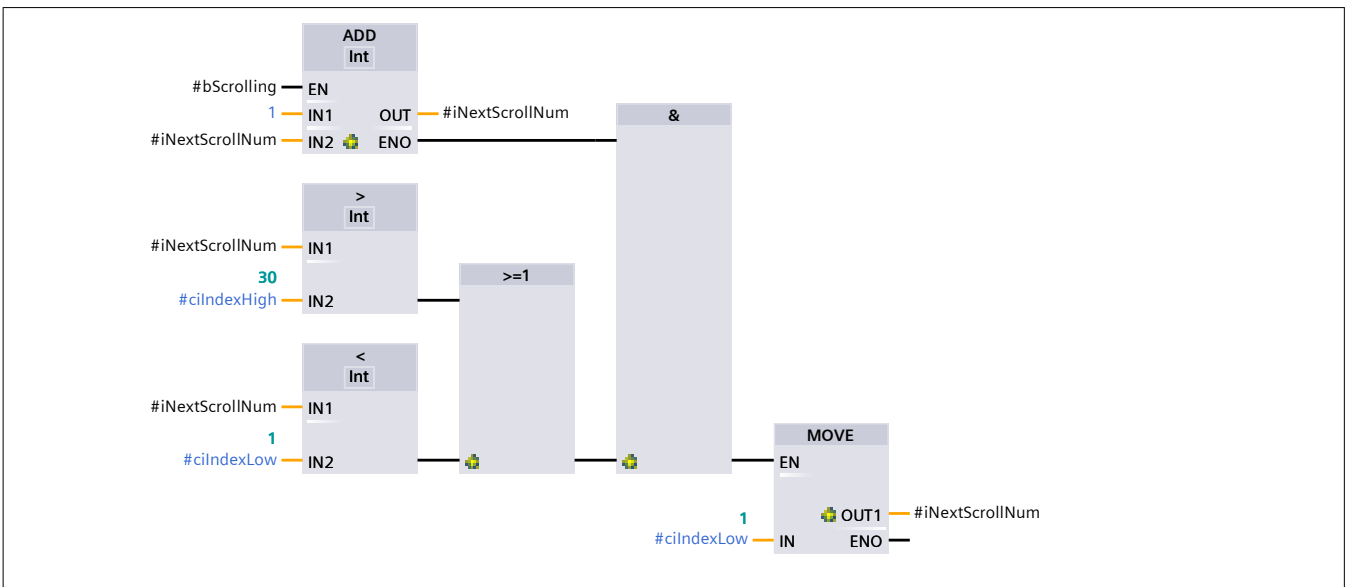 ADD
Int
#bScrolling EN
1 IN1 OUT #iNextScrollNum
#iNextScrollNum IN2 ENO
&
>
Int
#iNextScrollNum IN1
30
#ciIndexHigh IN2
>=1
<
Int
#iNextScrollNum IN1
1
#ciIndexLow IN2
MOVE
EN
OUT1 #iNextScrollNum
1
#ciIndexLow IN ENO